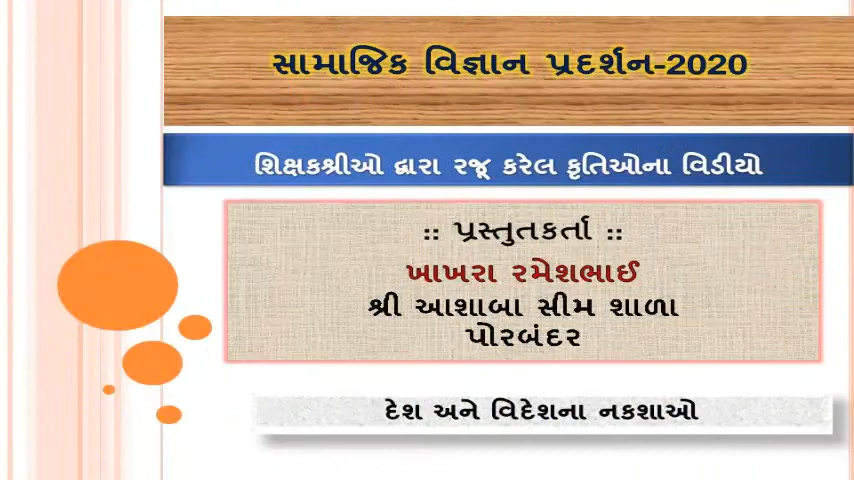 સામાજિક વિજ્ઞાન પ્રદર્શન-2020
શિક્ષકશ્રીઓ દ્વારા રજૂ કરેલ કૃતિઓના વિડીયો
:: પ્રસ્તુતકર્તા ::
ખાખરા રમેશભાઈ
શ્રી આશાબા સીમ શાળા
પોરબંદર
દેશ અને વિદેશના નકશાઓ